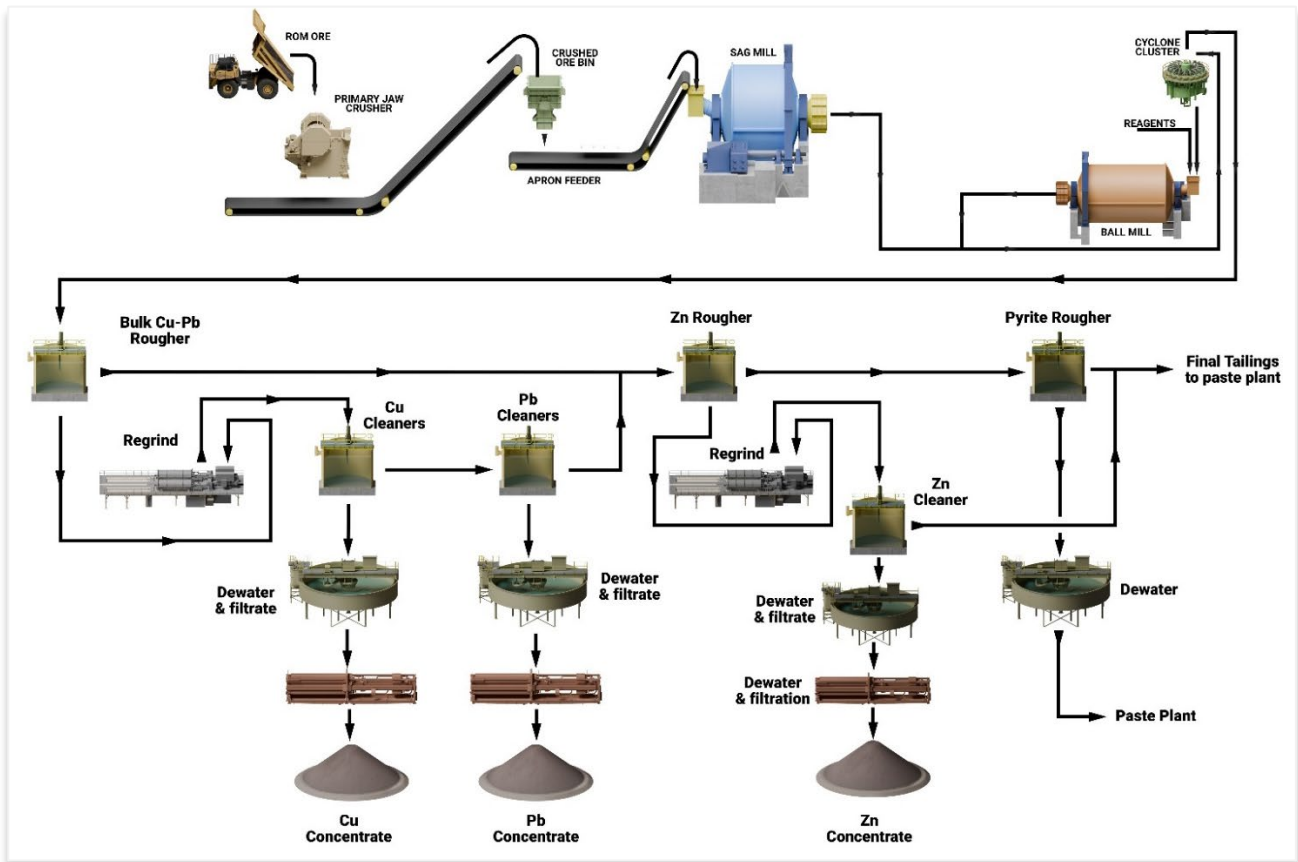 ROM ORE
PRIMARY JAW
CRUSHER
CRUSHED
ORE BIN
APRON FEEDER
SAG MILL
CYCLONE
CLUSTER
REAGENTS
BALL MILL
Bulk Cu-Pb
Rougher
Zn Rougher
Pyrite Rougher
Final Tailings
to paste plant
Regrind
Cu
Cleaners
Pb
Cleaners
Regrind
Zn
Cleaner
Dewater
& filtrate
Dewater
& filtrate
Dewater
& filtrate
Dewater
Dewater
& filtration
Paste Plant
Cu
Concentrate
Pb
Concentrate
Zn
Concentrate